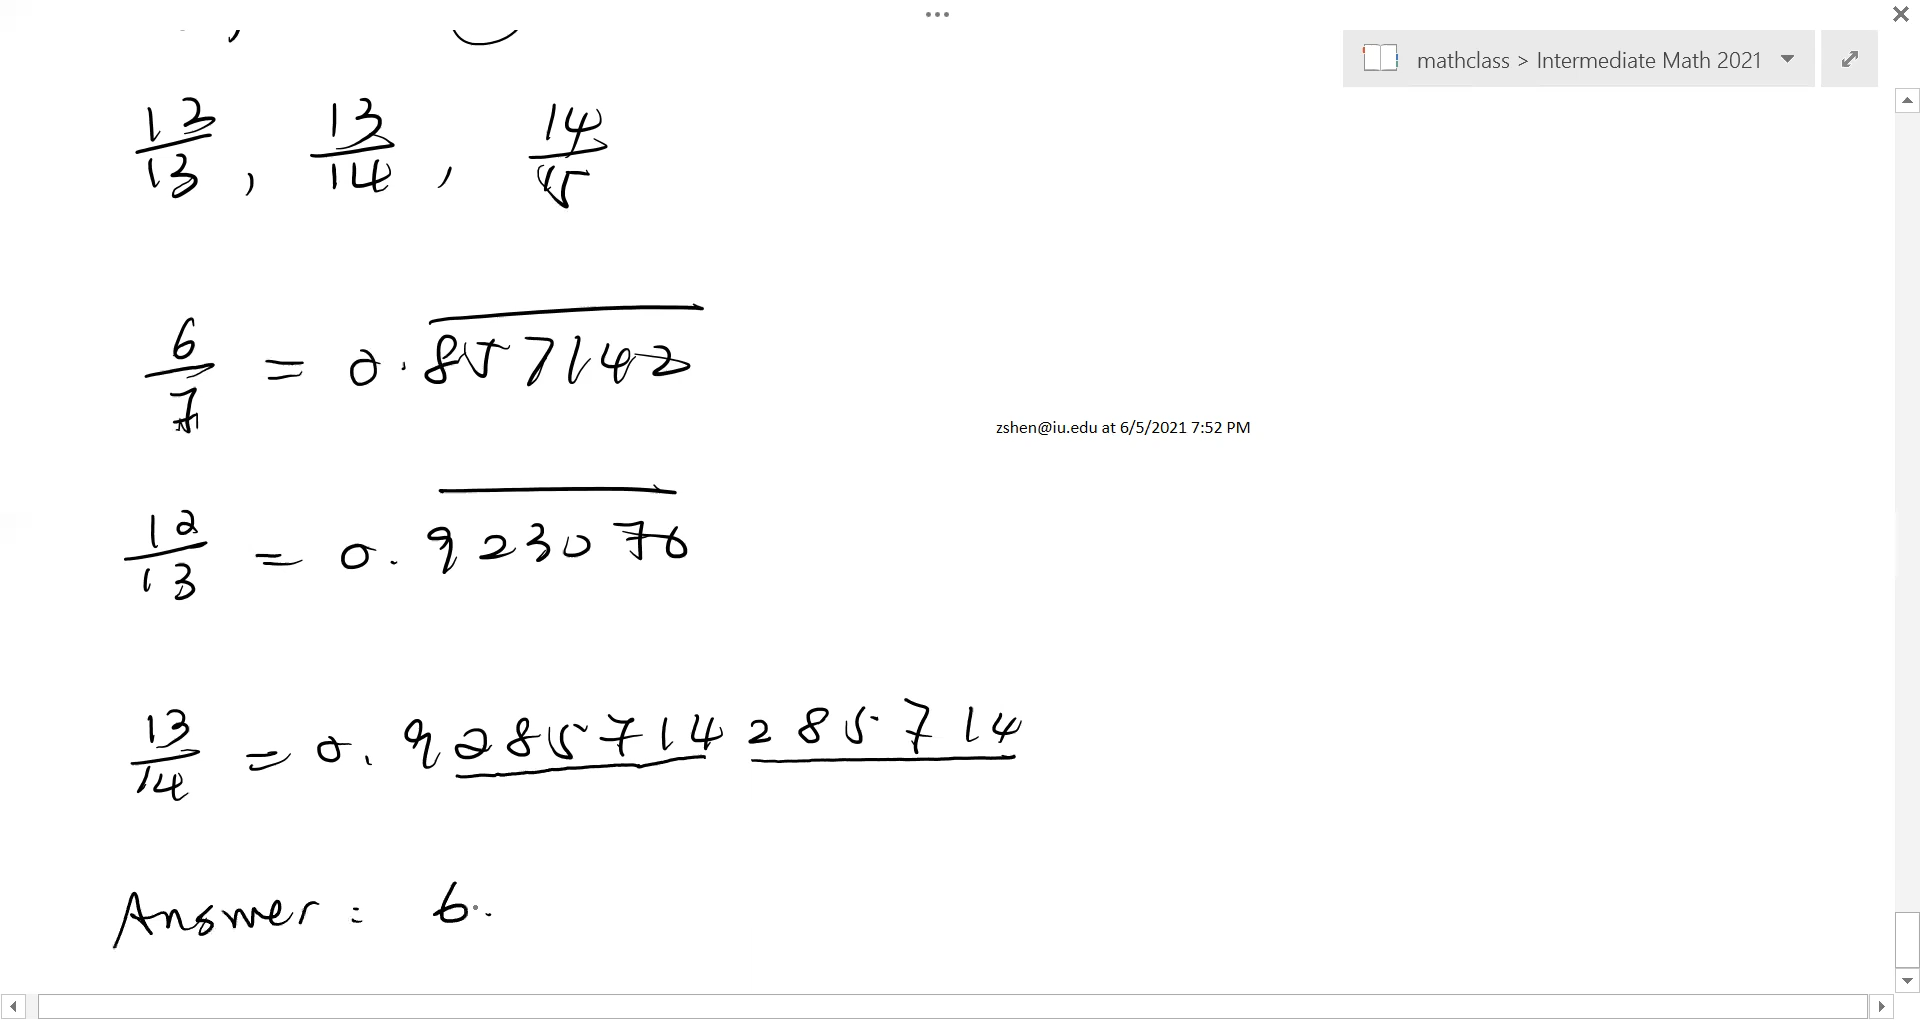 mathclass > Intermediate Math 2021
12/13 , 13/14 , 14/15
6/7 = 0.857142
zshen@iu.edu at 6/5/2021 7:52 PM
12/13 = 0.923076
13/14 = 0.9285714285714
Answer: 6.